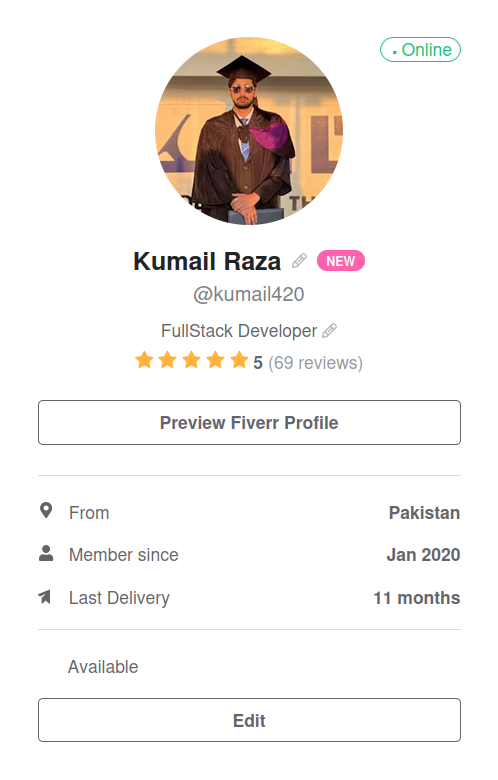 Online
Kumail Raza NEW
@kumail420
FullStack Developer
5 (69 reviews)
Preview Fiverr Profile
From Pakistan
Member since Jan 2020
Last Delivery 11 months
Available
Edit